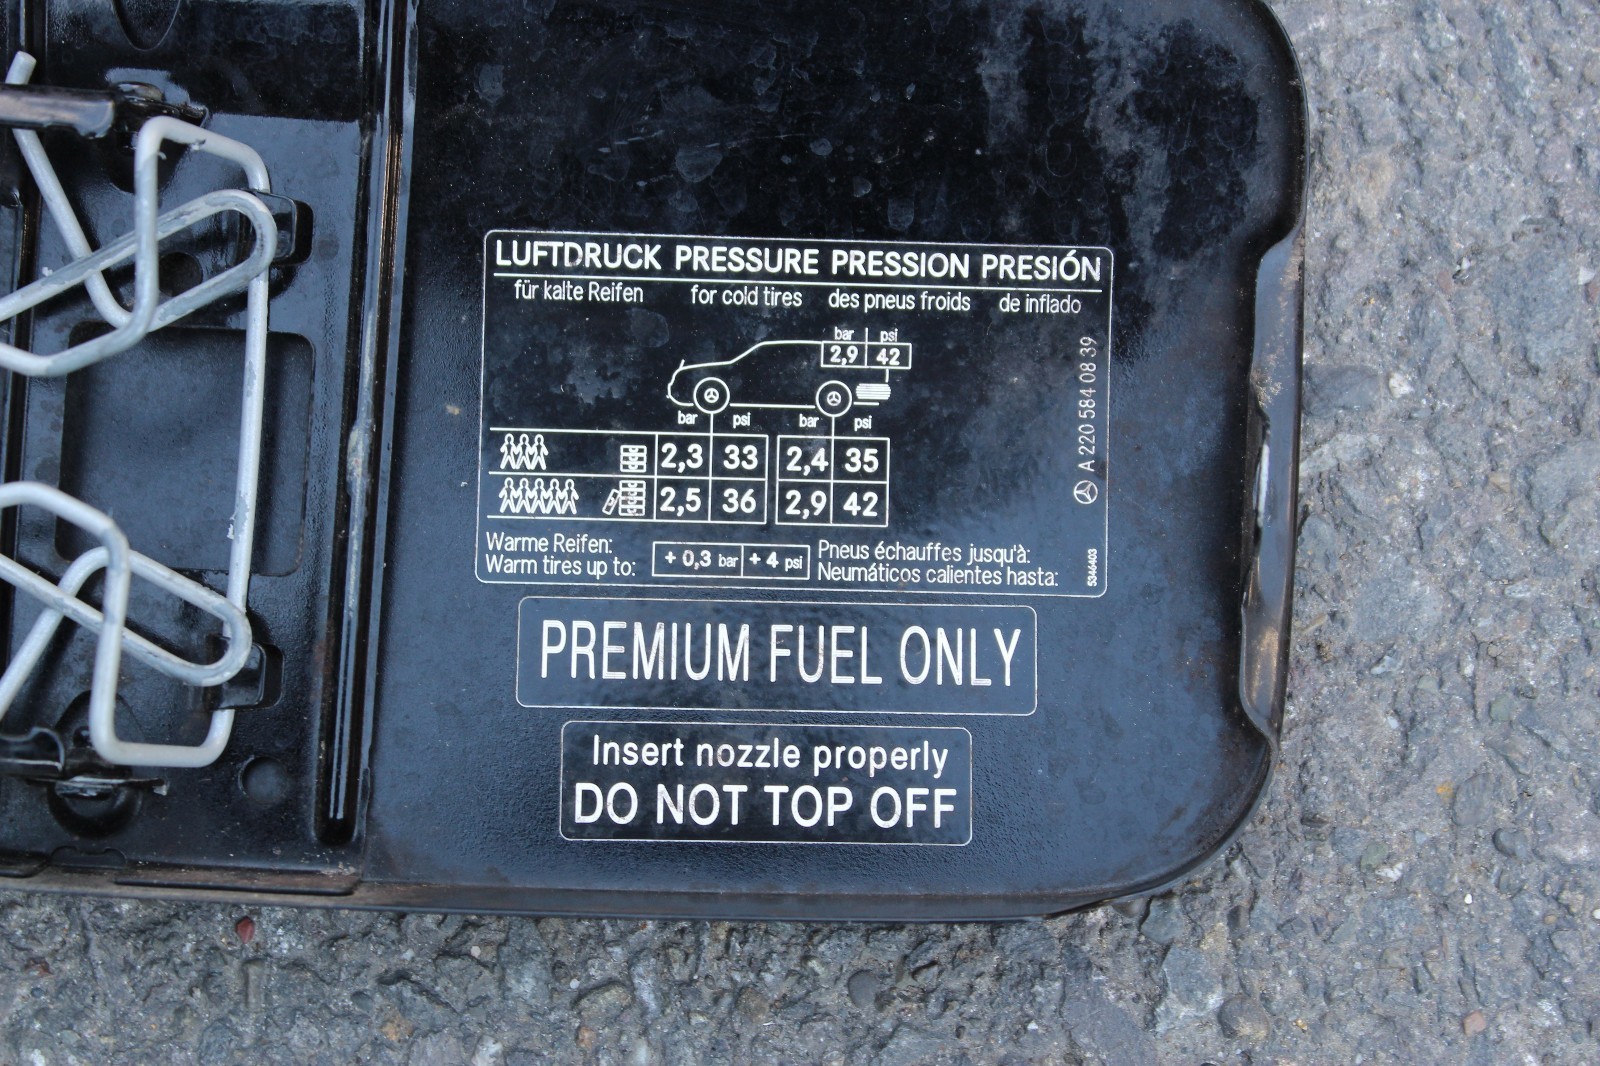 LUFTDRUCK PRESSURE PRESSION PRESIÓN
für kalte Reifen for cold tires des pneus froids de inflado
bar psi
2,9 42
bar psi bar psi
2,3 33 2,4 35
2,5 36 2,9 42
Warme Reifen: Pneus échauffes jusqu'à:
Warm tires up to: + 0,3 bar + 4 psi Neumáticos calientes hasta:
A 220 584 08 39
5346403
PREMIUM FUEL ONLY
Insert nozzle properly
DO NOT TOP OFF